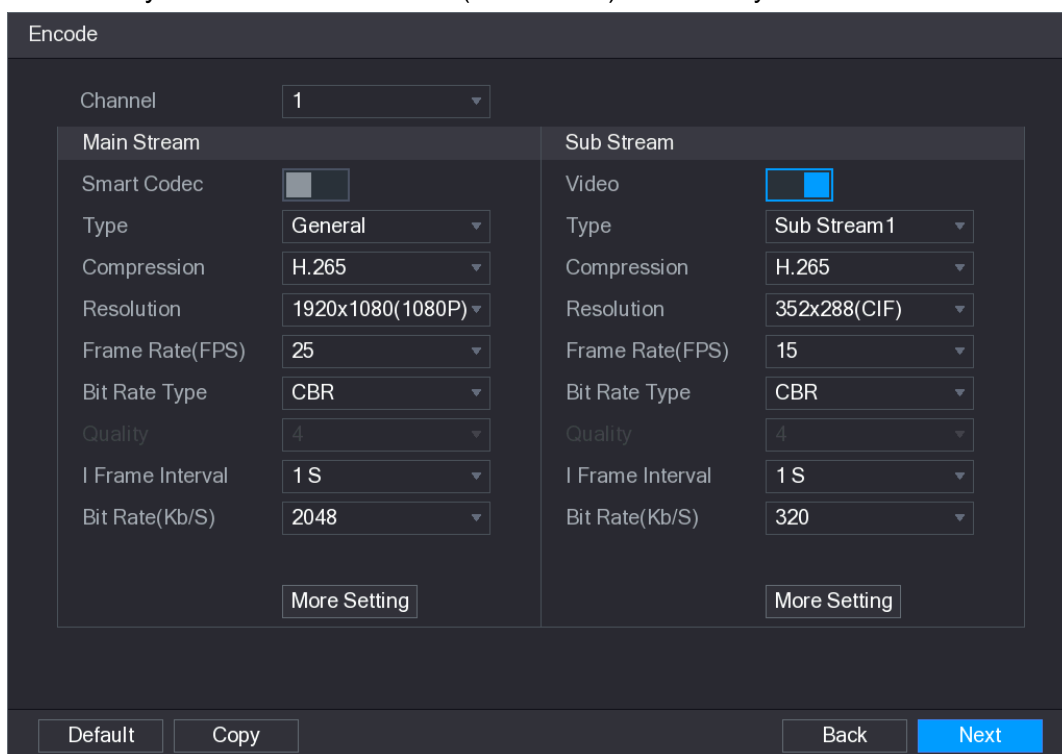 Encode
Channel 1
Main Stream Sub Stream
Smart Codec Video
Type General Type Sub Stream1
Compression H.265 Compression H.265
Resolution 1920x1080(1080P) Resolution 352x288(CIF)
Frame Rate(FPS) 25 Frame Rate(FPS) 15
Bit Rate Type CBR Bit Rate Type CBR
Quality 4 Quality 4
I Frame Interval 1 S I Frame Interval 1 S
Bit Rate(Kb/S) 2048 Bit Rate(Kb/S) 320
More Setting More Setting
Default Copy Back Next